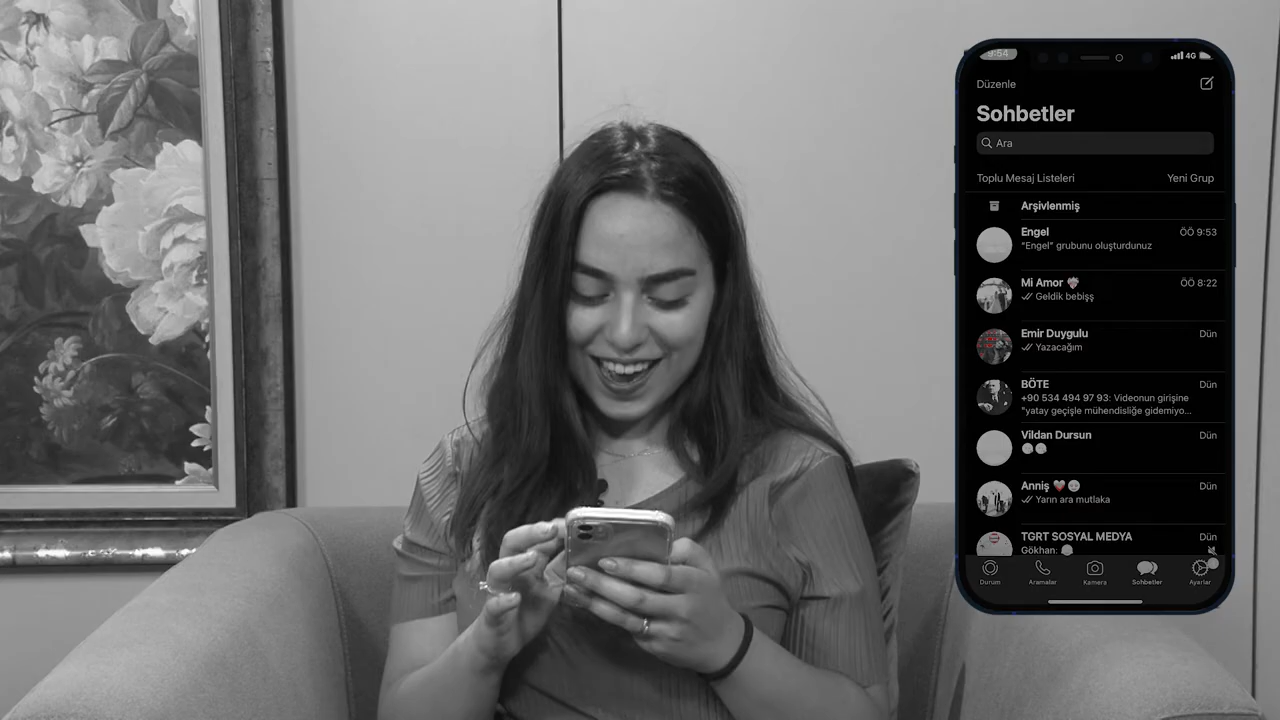 9:54
4G
Düzenle
Sohbetler
Ara
Toplu Mesaj Listeleri Yeni Grup
Arşivlenmiş
Engel ÖÖ 9:53
"Engel" grubunu oluşturdunuz
Mi Amor ÖÖ 8:22
Geldik bebişş
Emir Duygulu Dün
Yazacağım
BÖTE Dün
+90 534 494 97 93: Videonun girişine
"yatay geçişle mühendisliğe gidemiyo...
Vildan Dursun Dün
Anniş Dün
Yarın ara mutlaka
TGRT SOSYAL MEDYA Dün
Gökhan:
Durum Aramalar Kamera Sohbetler Ayarlar